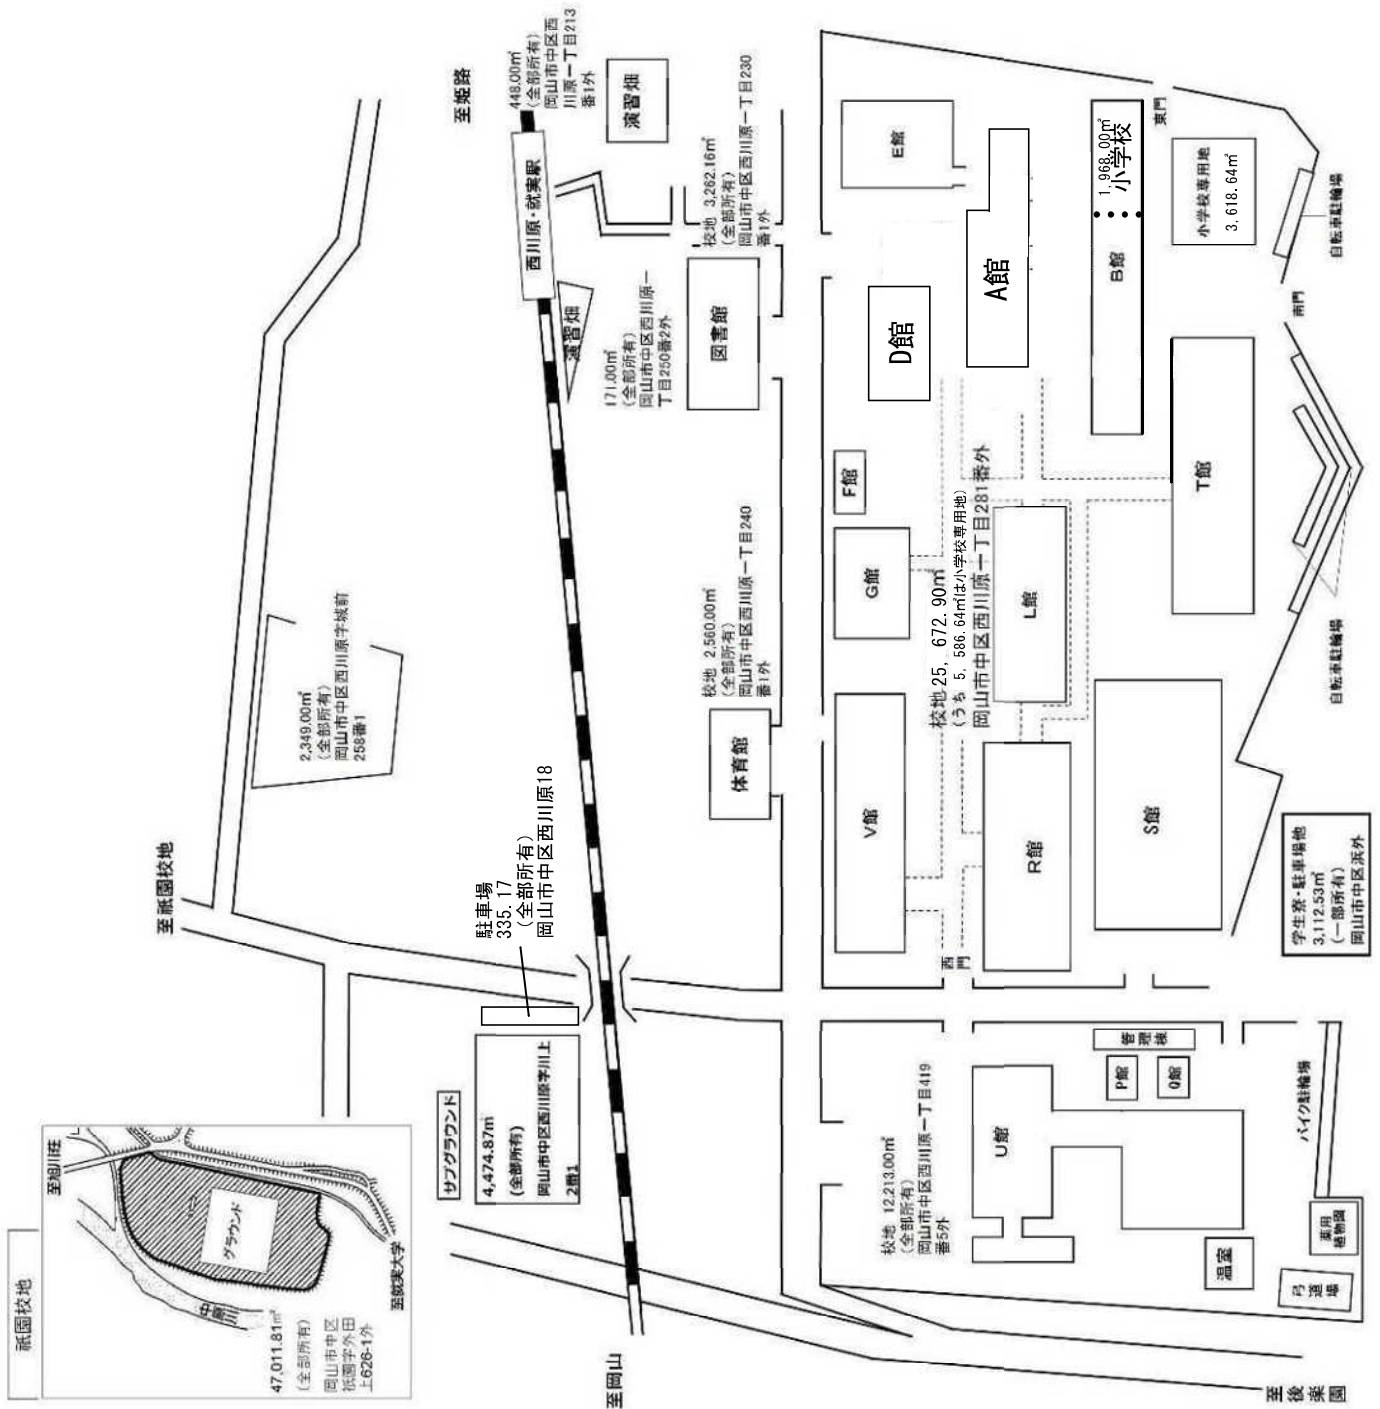 祇園校地
至旭川荘
テニス
グラウンド
中原川
至就実大学
47,011.81㎡
(全部所有)
岡山市中区
祇園字外田
上626-1外
至祇園校地
2,349.00㎡
(全部所有)
岡山市中区西川原字城前
258番1
駐車場
335.17
(全部所有)
岡山市中区西川原18
サブグラウンド
4,474.87㎡
(全部所有)
岡山市中区西川原字川上
2番1
至岡山
至姫路
西川原・就実駅
448.00㎡
(全部所有)
岡山市中区西
川原一丁目213
番1外
演習畑
演習畑
171.00㎡
(全部所有)
岡山市中区西川原一
丁目250番2外
校地 3,262.16㎡
(全部所有)
岡山市中区西川原一丁目230
番1外
図書館
校地 2,560.00㎡
(全部所有)
岡山市中区西川原一丁目240
番1外
体育館
E館
D館
A館
B館
1,968.00㎡
小学校
東門
小学校専用地
3,618.64㎡
自転車駐輪場
南門
F館
G館
V館
L館
R館
T館
S館
校地25,672.90㎡
(うち 5,586.64㎡は小学校専用地)
岡山市中区西川原一丁目281番外
自転車駐輪場
西門
学生寮・駐車場他
3,112.53㎡
(一部所有)
岡山市中区浜外
校地 12,213.00㎡
(全部所有)
岡山市中区西川原一丁目419
番5外
U館
管理棟
P館
Q館
バイク駐輪場
温室
薬用
植物園
弓道場
至後楽園